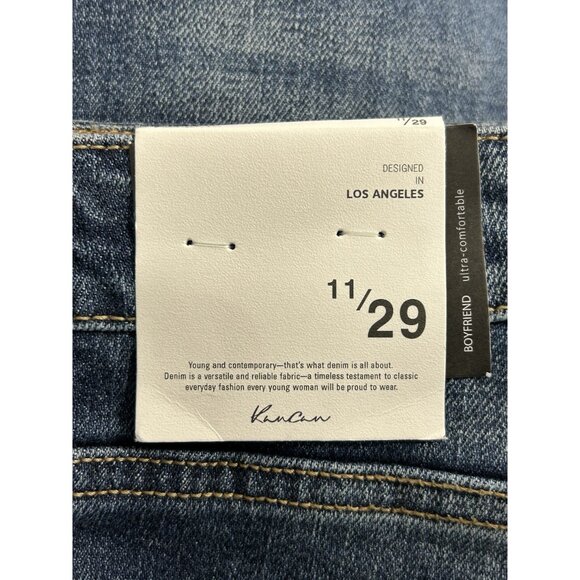 11/29
DESIGNED
IN
LOS ANGELES
11/29
Young and contemporary—that's what denim is all about.
Denim is a versatile and reliable fabric—a timeless testament to classic
everyday fashion every young woman will be proud to wear.
Kancan
BOYFRIEND ultra-comfortable